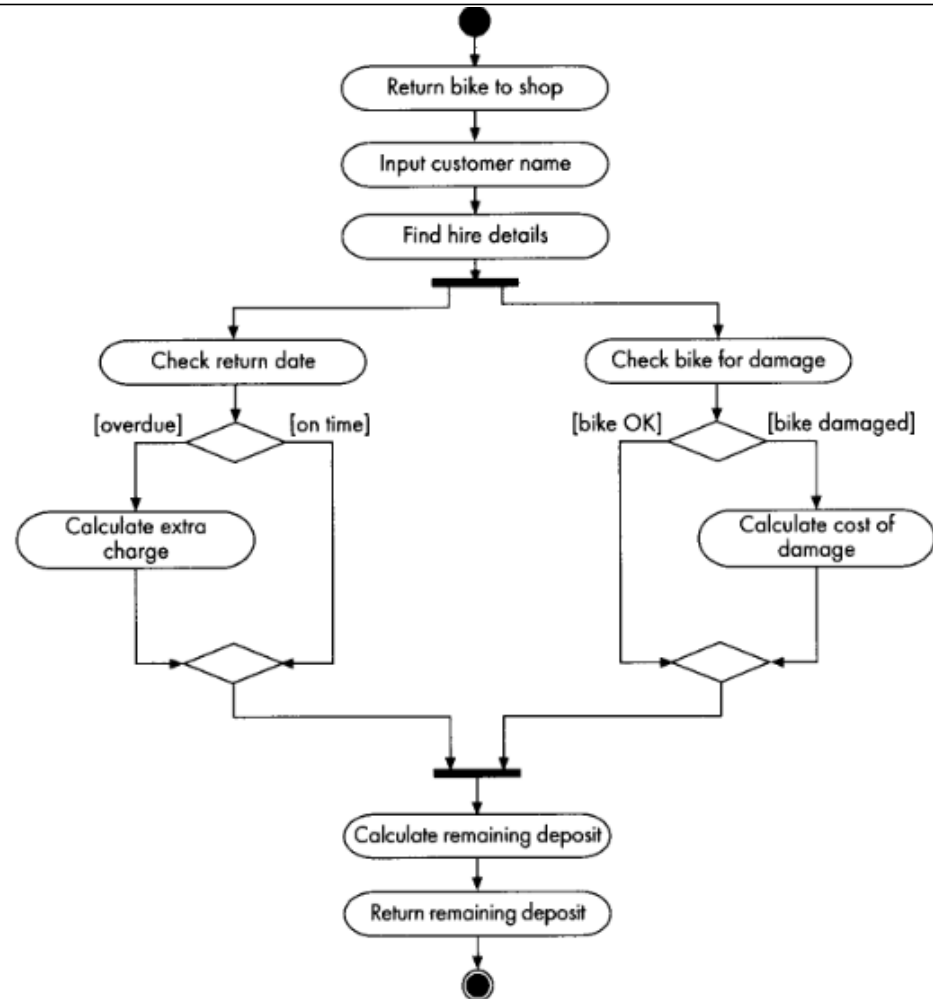 Return bike to shop
Input customer name
Find hire details
Check return date
Check bike for damage
[overdue]
[on time]
[bike OK]
[bike damaged]
Calculate extra
charge
Calculate cost of
damage
Calculate remaining deposit
Return remaining deposit